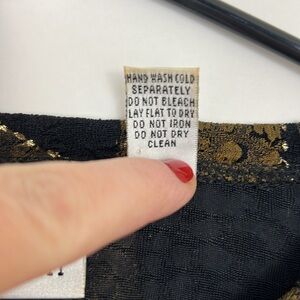 HAND WASH COLD
SEPARATELY
DO NOT BLEACH
LAY FLAT TO DRY
DO NOT IRON
DO NOT DRY
CLEAN